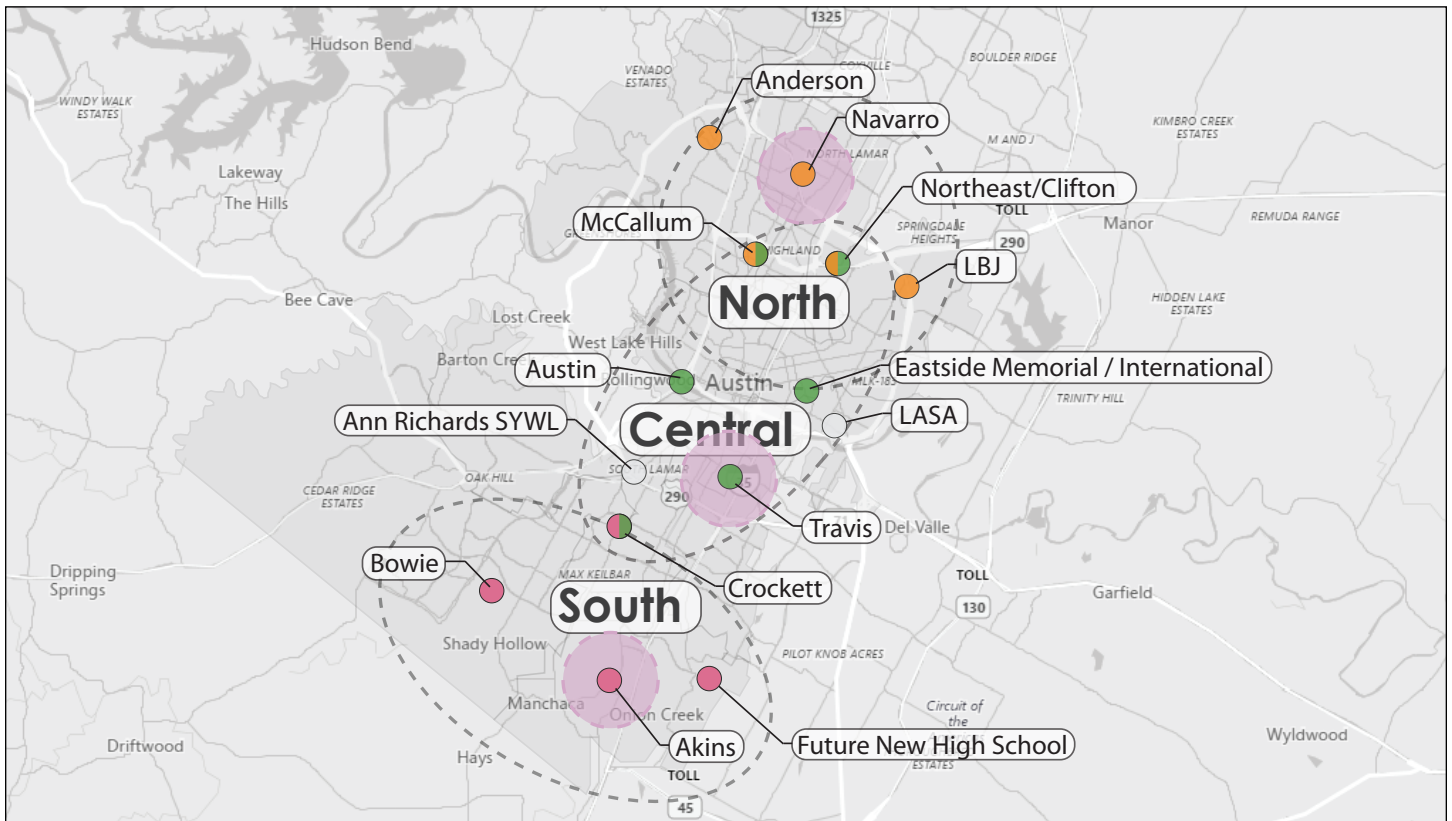 1325
Hudson Bend
Anderson
COXVILLE
BOULDER RIDGE
VENADO
ESTATES
WINDY WALK
ESTATES
Navarro
KIMBRO CREEK
ESTATES
M AND J
NORTH LAMAR
Lakeway
The Hills
Northeast/Clifton
TOLL
290
Manor
REMUDA RANGE
McCallum
SPRINGDALE
HEIGHTS
HIGHLAND
LBJ
North
Bee Cave
HIDDEN LAKE
ESTATES
Lost Creek
West Lake Hills
Barton Creek
Austin
Rollingwood
Austin
Eastside Memorial / International
MLK-183
TRINITY HILL
Ann Richards SYWL
Central
LASA
OAK HILL
CEDAR RIDGE
ESTATES
290
Travis
Del Valle
71
Bowie
Dripping
Springs
MAX KEILBAR
Crockett
TOLL
130
Garfield
South
Shady Hollow
PILOT KNOB ACRES
Manchaca
Onion Creek
Circuit of
the
ESTATES
Driftwood
Hays
Akins
Future New High School
Wyldwood
TOLL
45